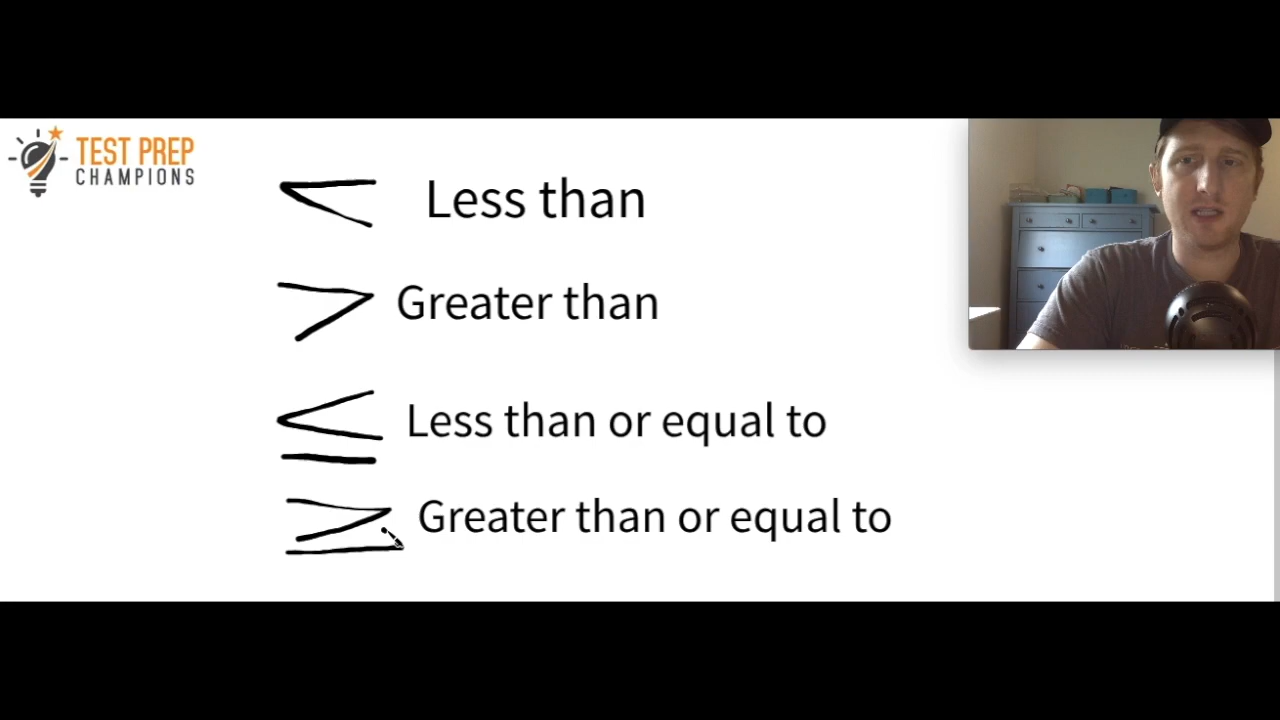 TEST PREP
CHAMPIONS
< Less than
> Greater than
≤ Less than or equal to
≥ Greater than or equal to